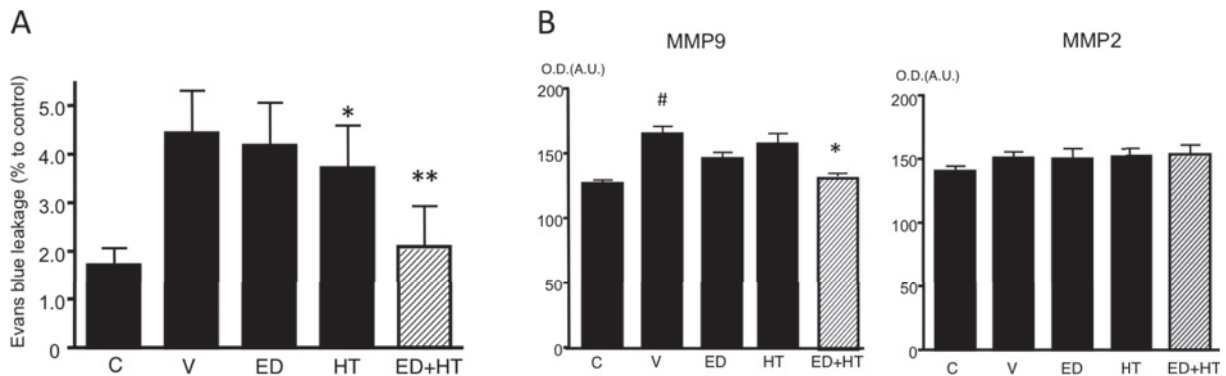 A
Evans blue leakage (% to control)
5.0
4.0
3.0
2.0
1.0
0
*
**
C V ED HT ED+HT
B
MMP9
O.D.(A.U.)
200
150
100
50
0
#
*
C V ED HT ED+HT
MMP2
O.D.(A.U.)
200
150
100
50
0
C V ED HT ED+HT